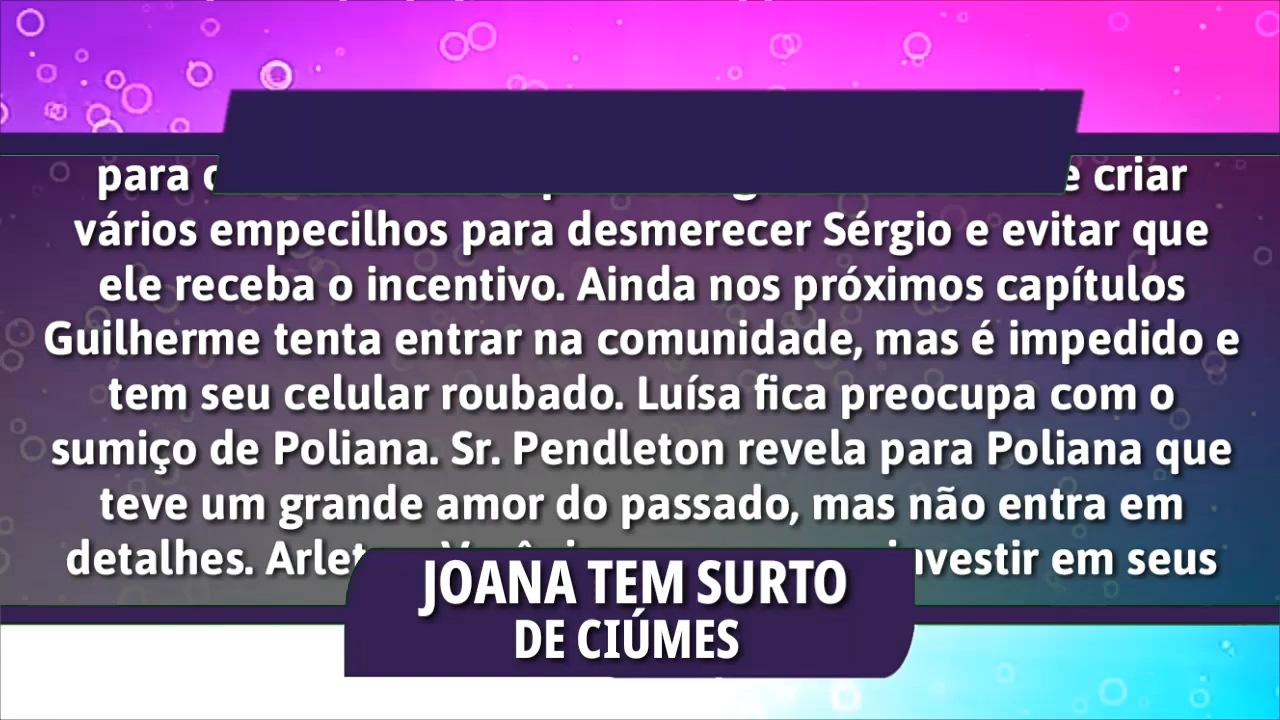 para
criar
vários empecilhos para desmerecer Sérgio e evitar que
ele receba o incentivo. Ainda nos próximos capítulos
Guilherme tenta entrar na comunidade, mas é impedido e
tem seu celular roubado. Luísa fica preocupa com o
sumiço de Poliana. Sr. Pendleton revela para Poliana que
teve um grande amor do passado, mas não entra em
detalhes. investir em seus
JOANA TEM SURTO
DE CIÚMES